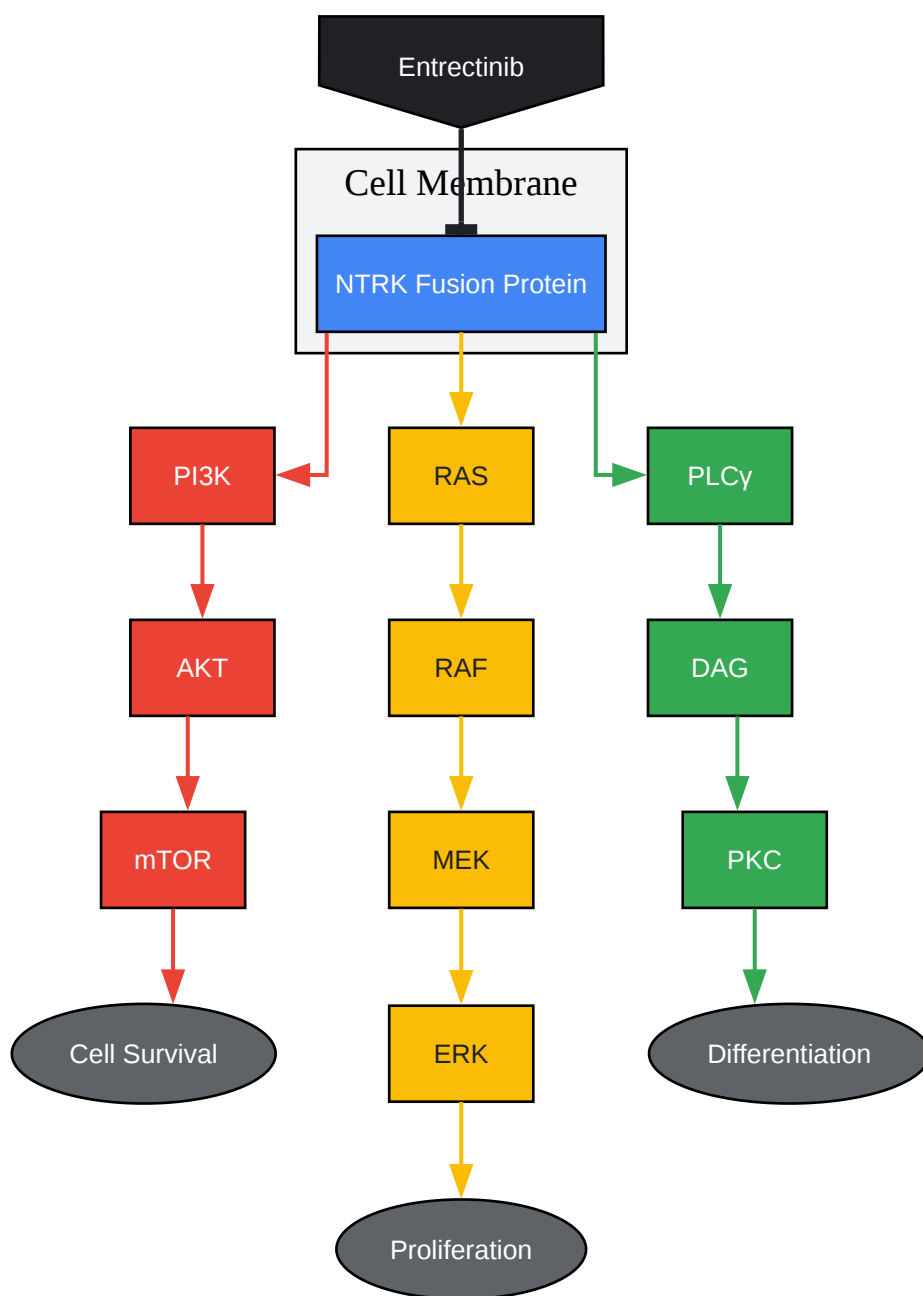 Entrectinib
Cell Membrane
NTRK Fusion Protein
PI3K
RAS
PLCγ
AKT
RAF
DAG
mTOR
MEK
PKC
Cell Survival
ERK
Differentiation
Proliferation